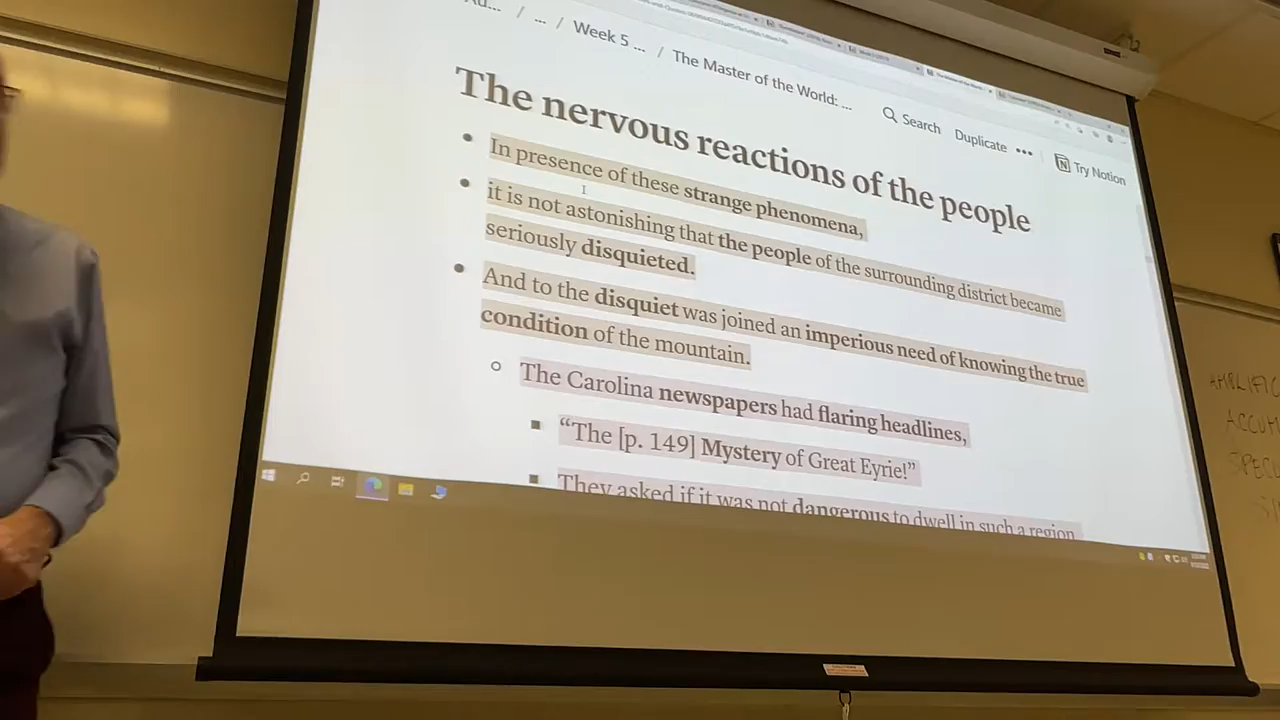 ... / Week 5 ... / The Master of the World: ...
Search Duplicate ••• Try Notion
The nervous reactions of the people
• In presence of these strange phenomena,
• it is not astonishing that the people of the surrounding district became
seriously disquieted.
• And to the disquiet was joined an imperious need of knowing the true
condition of the mountain.
The Carolina newspapers had flaring headlines,
▪ “The [p. 149] Mystery of Great Eyrie!”
▪ They asked if it was not dangerous to dwell in such a region